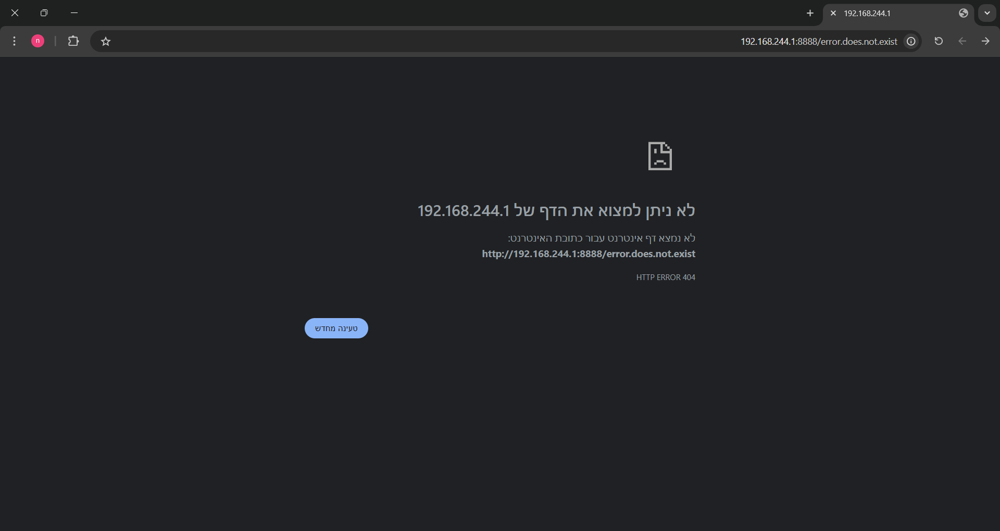 192.168.244.1
192.168.244.1:8888/error.does.not.exist
n
לא ניתן למצוא את הדף של 192.168.244.1
לא נמצא דף אינטרנט עבור כתובת האינטרנט:
http://192.168.244.1:8888/error.does.not.exist
HTTP ERROR 404
טעינה מחדש